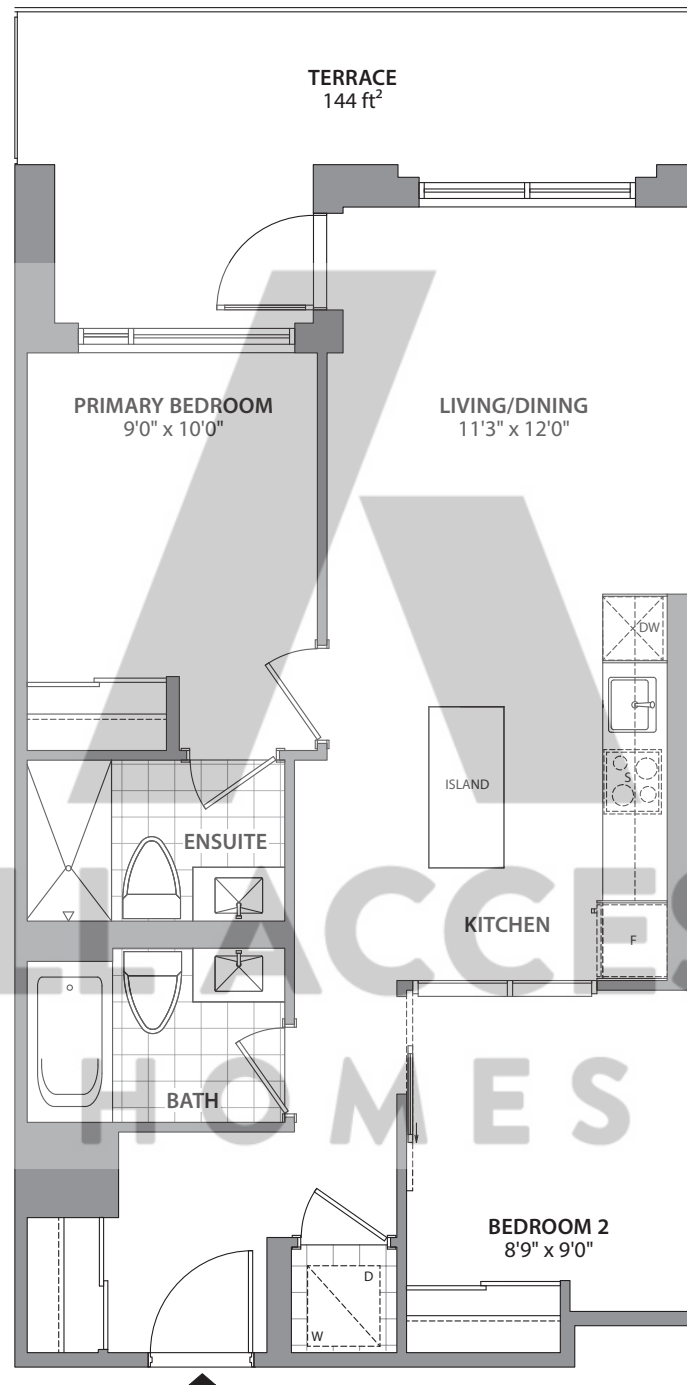 TERRACE
144 ft²
PRIMARY BEDROOM
9'0" x 10'0"
LIVING/DINING
11'3" x 12'0"
DW
S
ISLAND
ENSUITE
KITCHEN
F
LL ACCES
BATH
HOMES
BEDROOM 2
8'9" x 9'0"
D
W